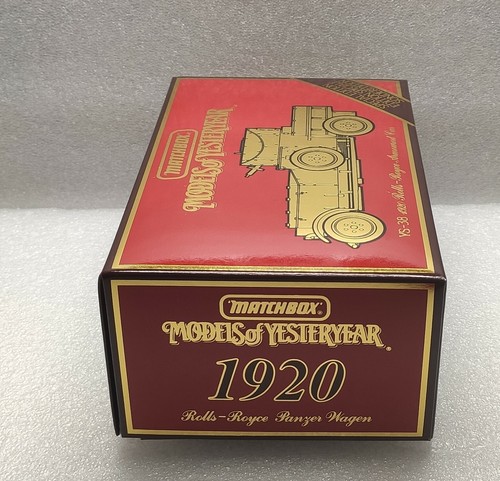 MATCHBOX®
MODELS of YESTERYEAR®
YS-38 1920 Rolls-Royce Armoured Car
MATCHBOX®
MODELS of YESTERYEAR®
1920
Rolls-Royce Panzer Wagen